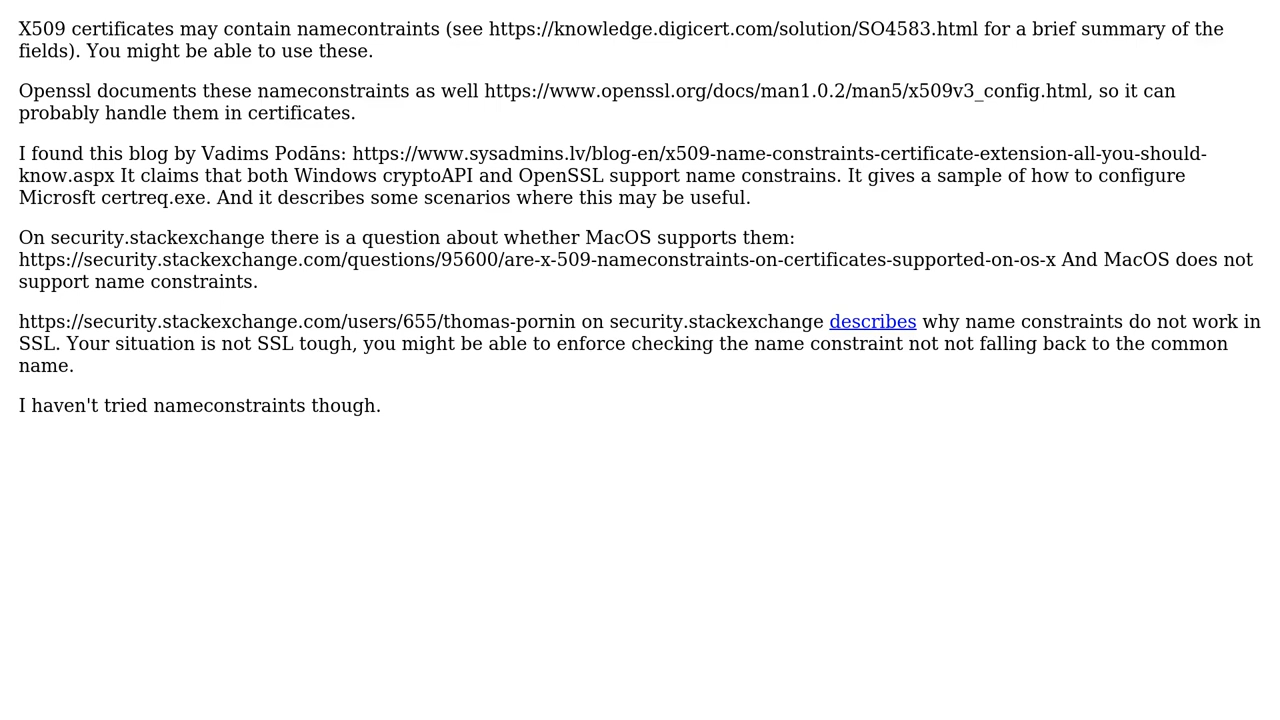 X509 certificates may contain namecontraints (see https://knowledge.digicert.com/solution/SO4583.html for a brief summary of the
fields). You might be able to use these.
Openssl documents these nameconstraints as well https://www.openssl.org/docs/man1.0.2/man5/x509v3_config.html, so it can
probably handle them in certificates.
I found this blog by Vadims Podāns: https://www.sysadmins.lv/blog-en/x509-name-constraints-certificate-extension-all-you-should-
know.aspx It claims that both Windows cryptoAPI and OpenSSL support name constrains. It gives a sample of how to configure
Microsft certreq.exe. And it describes some scenarios where this may be useful.
On security.stackexchange there is a question about whether MacOS supports them:
https://security.stackexchange.com/questions/95600/are-x-509-nameconstraints-on-certificates-supported-on-os-x And MacOS does not
support name constraints.
https://security.stackexchange.com/users/655/thomas-pornin on security.stackexchange describes why name constraints do not work in
SSL. Your situation is not SSL tough, you might be able to enforce checking the name constraint not not falling back to the common
name.
I haven't tried nameconstraints though.